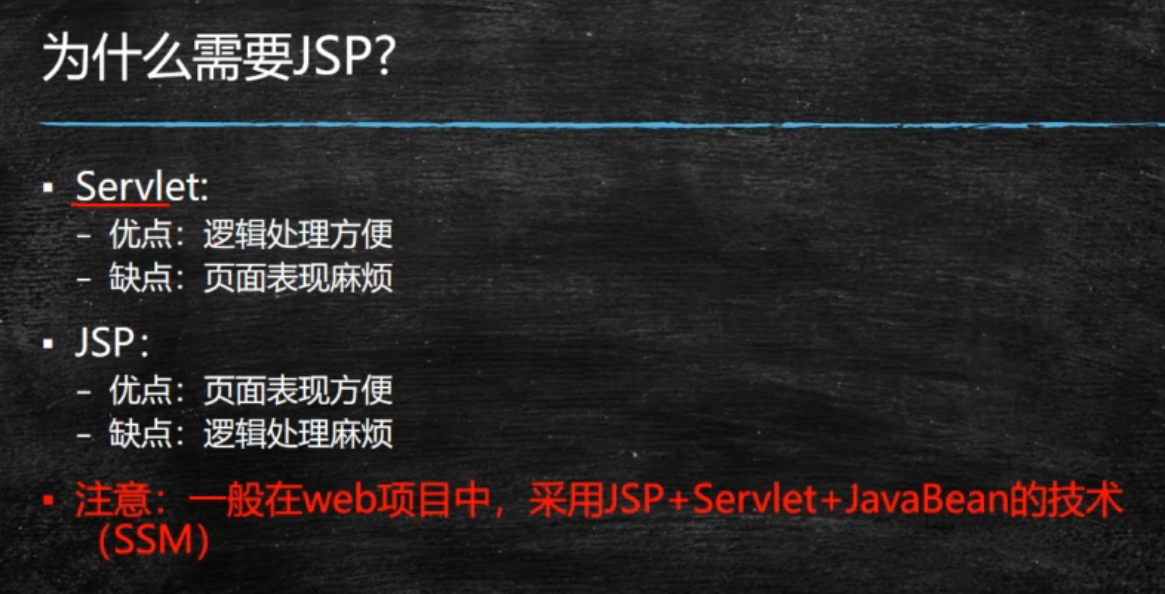 为什么需要JSP?
▪ Servlet:
– 优点：逻辑处理方便
– 缺点：页面表现麻烦
▪ JSP：
– 优点：页面表现方便
– 缺点：逻辑处理麻烦
▪ 注意：一般在web项目中，采用JSP+Servlet+JavaBean的技术
（SSM）